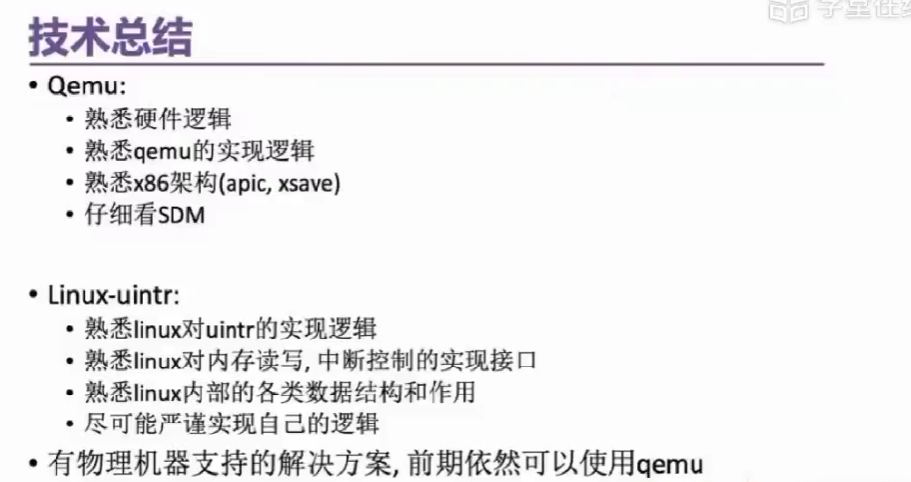 学堂在线
技术总结
• Qemu:
• 熟悉硬件逻辑
• 熟悉qemu的实现逻辑
• 熟悉x86架构(apic, xsave)
• 仔细看SDM
• Linux-uintr:
• 熟悉linux对uintr的实现逻辑
• 熟悉linux对内存读写, 中断控制的实现接口
• 熟悉linux内部的各类数据结构和作用
• 尽可能严谨实现自己的逻辑
• 有物理机器支持的解决方案, 前期依然可以使用qemu